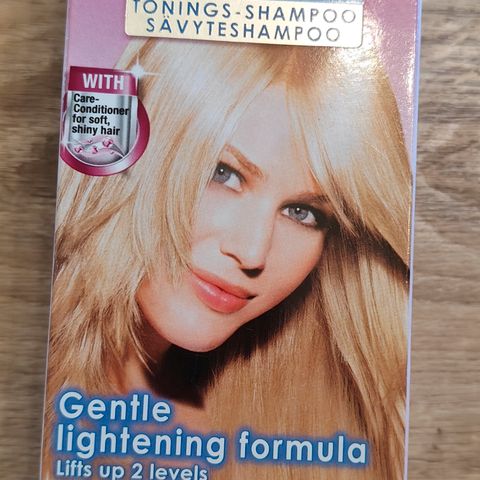 TONINGS-SHAMPOO
SÄVYTESHAMPOO
WITH
Care-
Conditioner
for soft,
shiny hair
Gentle
lightening formula
Lifts up 2 levels